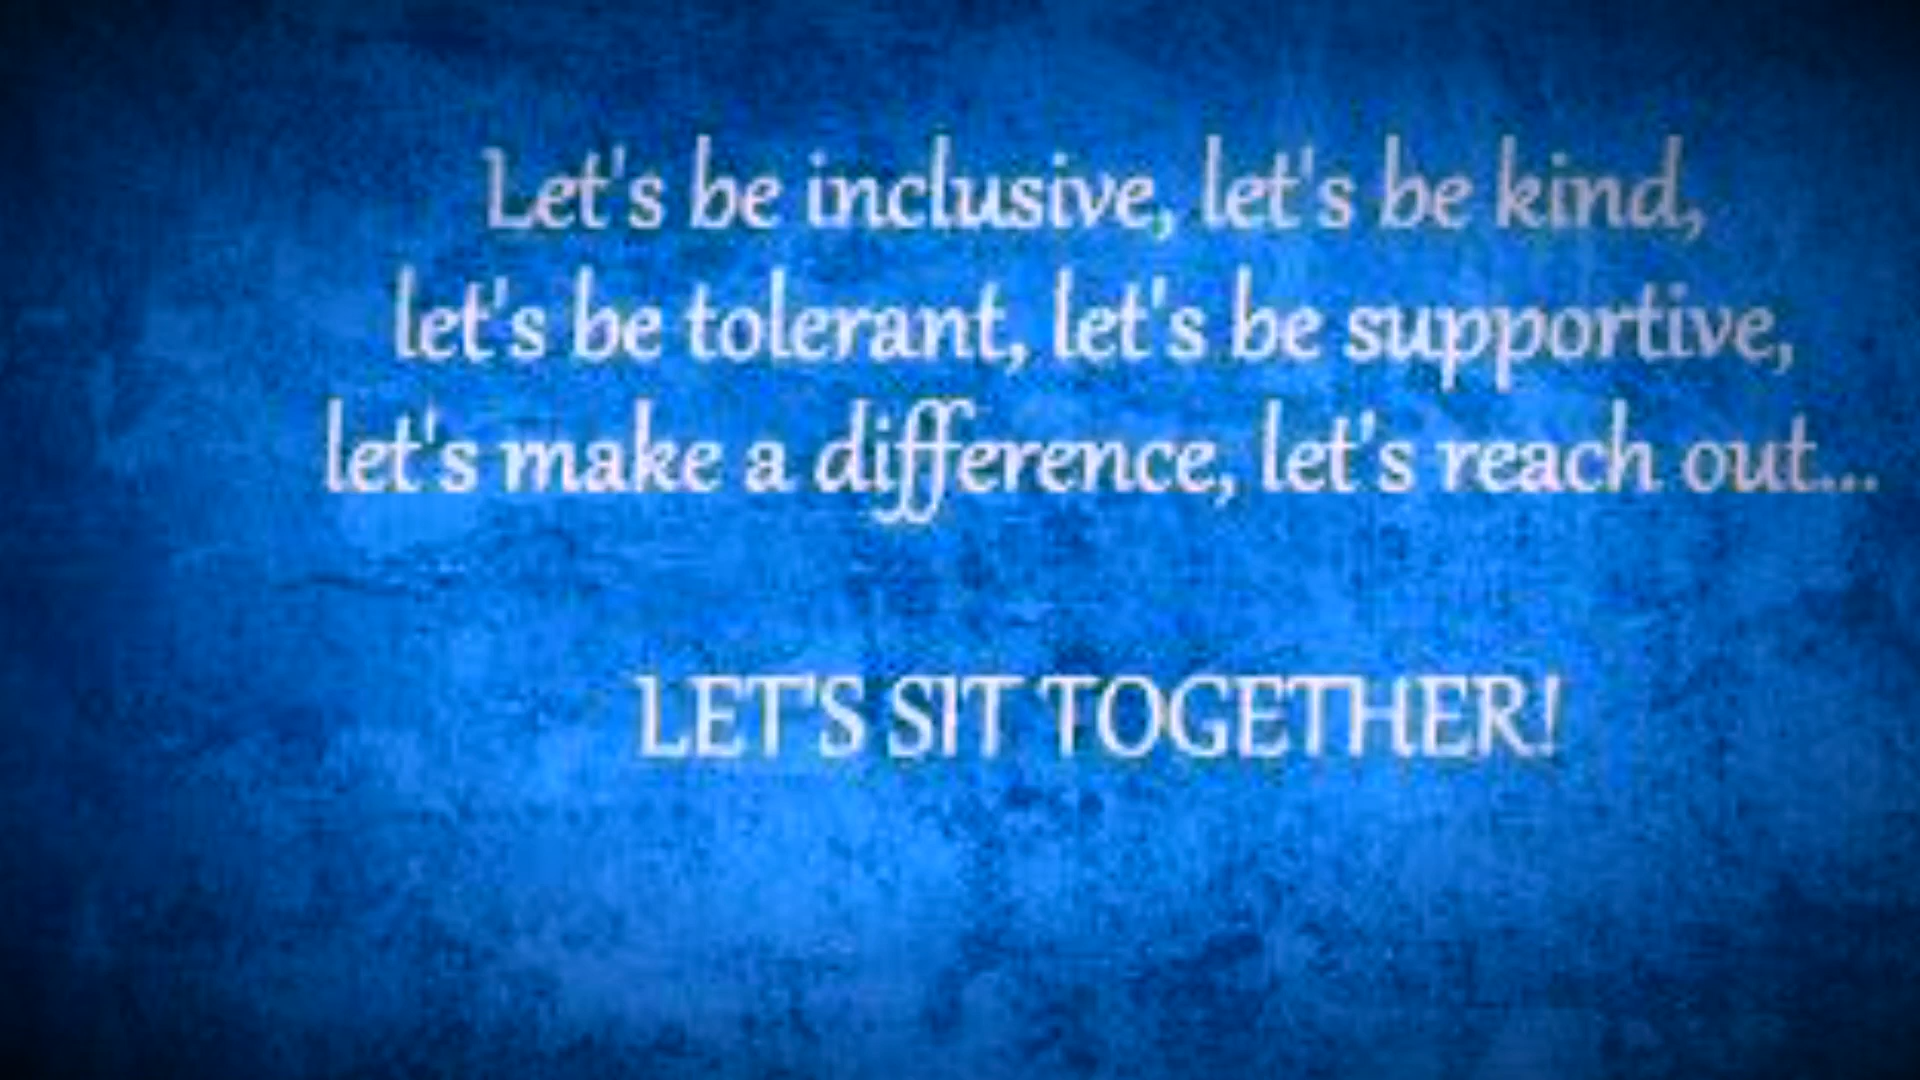 Let's be inclusive, let's be kind,
let's be tolerant, let's be supportive,
let's make a difference, let's reach out...
LET'S SIT TOGETHER!